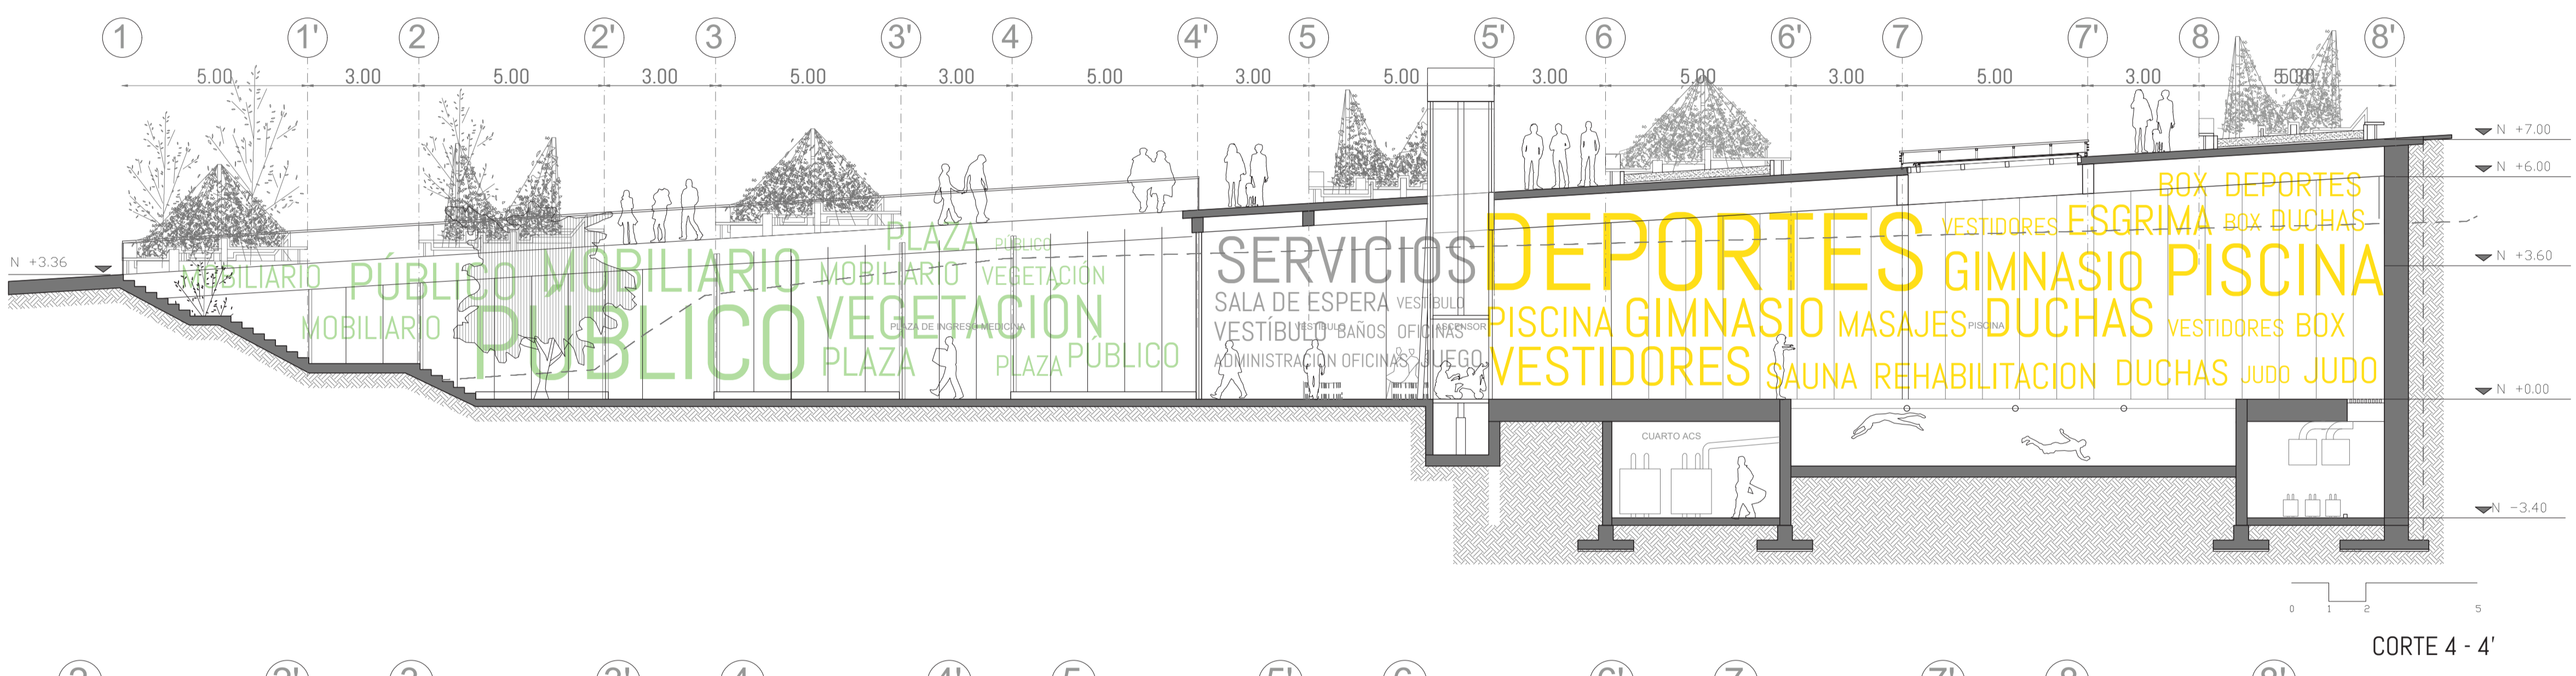 1 1' 2 2' 3 3' 4 4' 5 5' 6 6' 7 7' 8 8'
5.00 3.00 5.00 3.00 5.00 3.00 5.00 3.00 5.00 3.00 5.00 3.00 5.00 3.00
N +7.00
N +6.00
N +3.60
N +0.00
N -3.40
N +3.36
PLAZA PÚBLICO
MOBILIARIO PÚBLICO MOBILIARIO MOBILIARIO VEGETACIÓN
MOBILIARIO PÚBLICO VEGETACIÓN
PLAZA DE INGRESO MEDICINA
PLAZA PLAZA PÚBLICO
SERVICIOS
SALA DE ESPERA VESTÍBULO
VESTÍBULO VESTÍBULO BAÑOS OFICINAS ASCENSOR
ADMINISTRACION OFICINAS JUEGO
BOX DEPORTES
DEPORTES VESTIDORES ESGRIMA BOX DUCHAS
GIMNASIO PISCINA
PISCINA GIMNASIO MASAJES PISCINA DUCHAS VESTIDORES BOX
VESTIDORES SAUNA REHABILITACION DUCHAS JUDO JUDO
CUARTO ACS
0 1 2 5
CORTE 4 - 4'